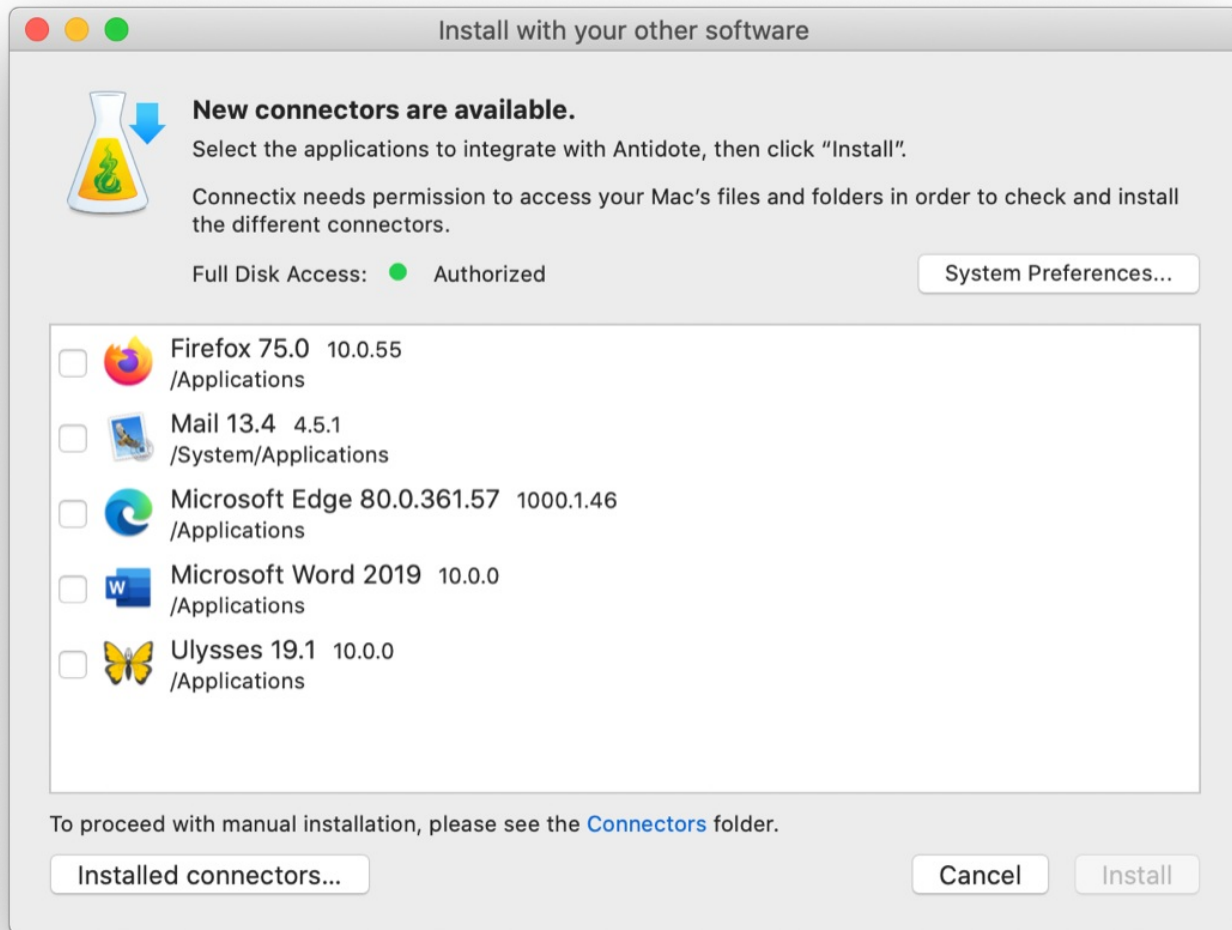 Install with your other software
New connectors are available.
Select the applications to integrate with Antidote, then click “Install”.
Connectix needs permission to access your Mac’s files and folders in order to check and install
the different connectors.
Full Disk Access: Authorized
System Preferences...
Firefox 75.0 10.0.55
/Applications
Mail 13.4 4.5.1
/System/Applications
Microsoft Edge 80.0.361.57 1000.1.46
/Applications
W
Microsoft Word 2019 10.0.0
/Applications
Ulysses 19.1 10.0.0
/Applications
To proceed with manual installation, please see the Connectors folder.
Installed connectors...
Cancel
Install